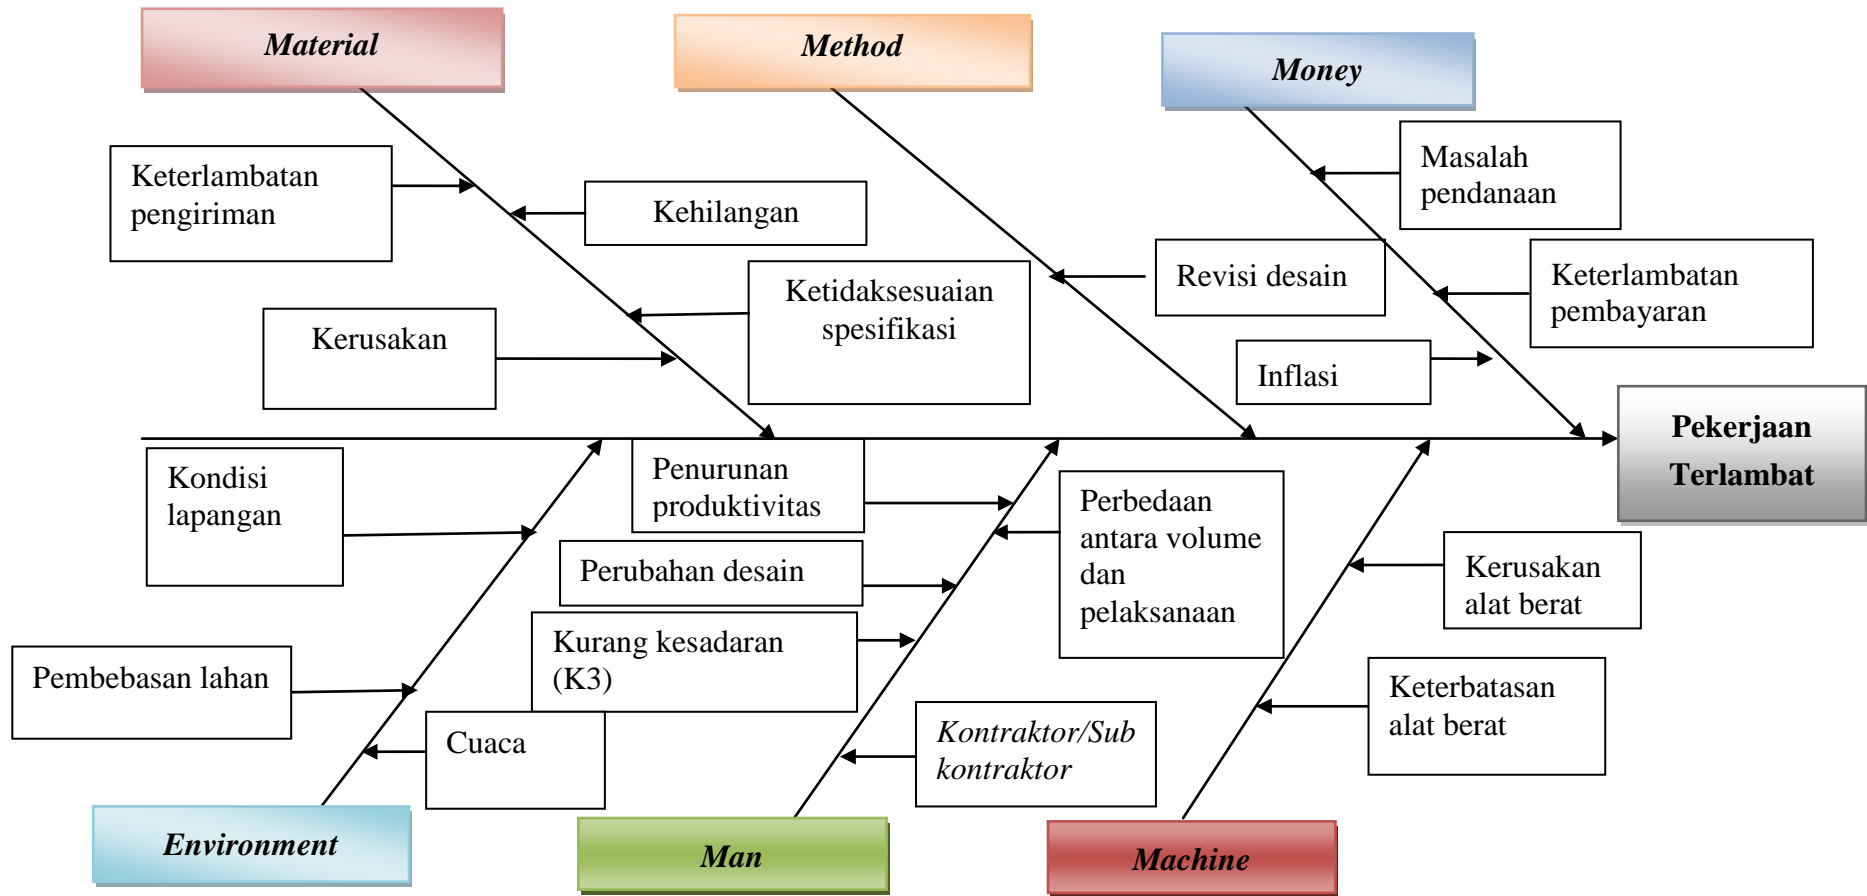 Material
Method
Money
Keterlambatan
pengiriman
Kehilangan
Masalah
pendanaan
Ketidaksesuaian
spesifikasi
Revisi desain
Keterlambatan
pembayaran
Kerusakan
Inflasi
Pekerjaan
Terlambat
Kondisi
lapangan
Penurunan
produktivitas
Perbedaan
antara volume
dan
pelaksanaan
Perubahan desain
Kerusakan
alat berat
Kurang kesadaran
(K3)
Pembebasan lahan
Keterbatasan
alat berat
Cuaca
Kontraktor/Sub
kontraktor
Environment
Man
Machine